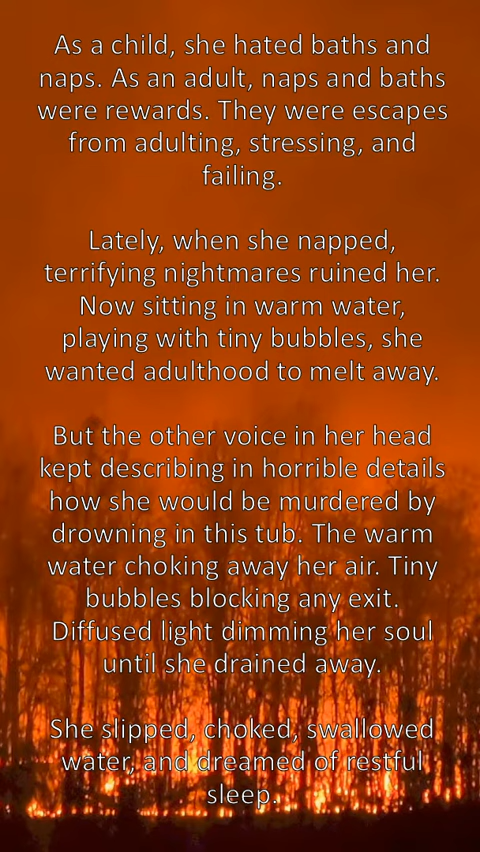 As a child, she hated baths and
naps. As an adult, naps and baths
were rewards. They were escapes
from adulting, stressing, and
failing.
Lately, when she napped,
terrifying nightmares ruined her.
Now sitting in warm water,
playing with tiny bubbles, she
wanted adulthood to melt away.
But the other voice in her head
kept describing in horrible details
how she would be murdered by
drowning in this tub. The warm
water choking away her air. Tiny
bubbles blocking any exit.
Diffused light dimming her soul
until she drained away.
She slipped, choked, swallowed
water, and dreamed of restful
sleep.